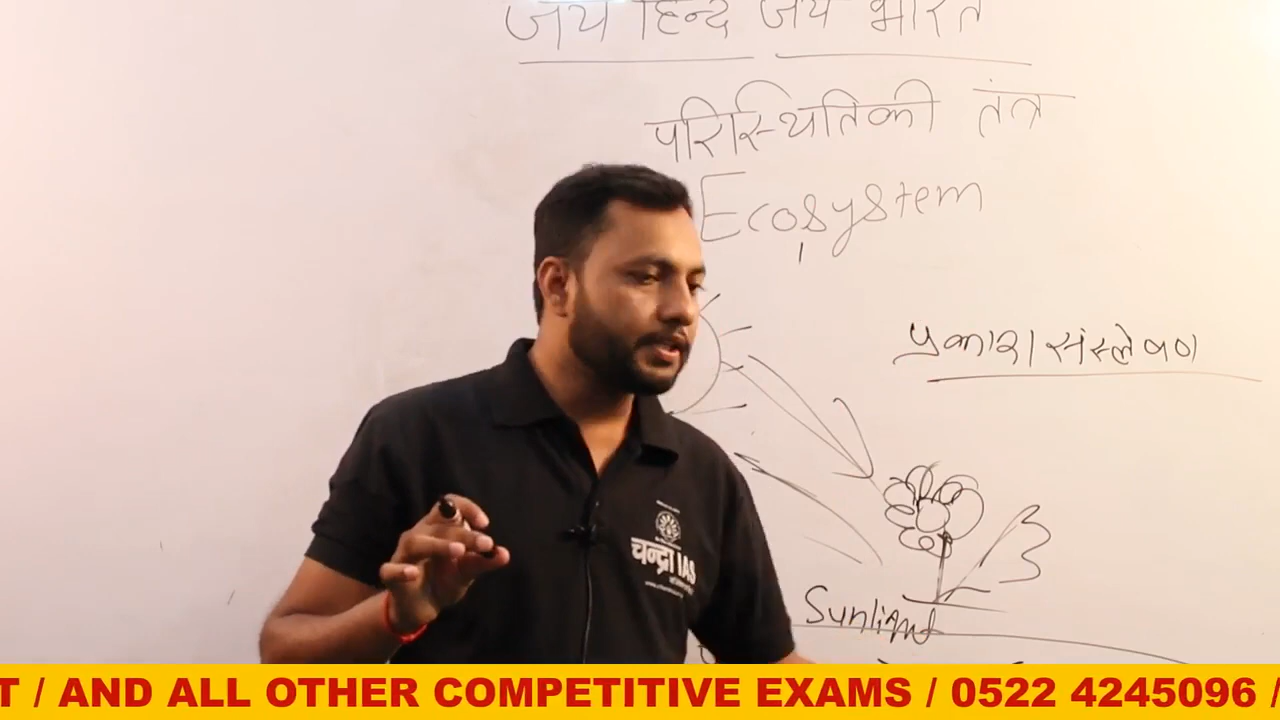 जय हिन्द जय भारत
परिस्थितिकी तंत्र
Ecosystem
प्रकाश संस्लेषण
Sunlight
चन्द्रा IAS
T / AND ALL OTHER COMPETITIVE EXAMS / 0522 4245096 /